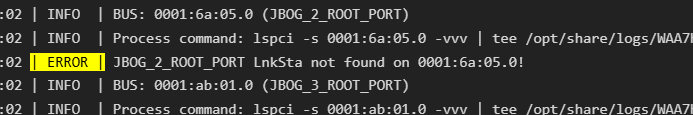 :02 | INFO  | BUS: 0001:6a:05.0 (JBOG_2_ROOT_PORT)
:02 | INFO  | Process command: lspci -s 0001:6a:05.0 -vvv | tee /opt/share/logs/WAA7
:02 | ERROR | JBOG_2_ROOT_PORT LnkSta not found on 0001:6a:05.0!
:02 | INFO  | BUS: 0001:ab:01.0 (JBOG_3_ROOT_PORT)
:02 | INFO  | Process command: lspci -s 0001:ab:01.0 -vvv | tee /opt/share/logs/WAA7